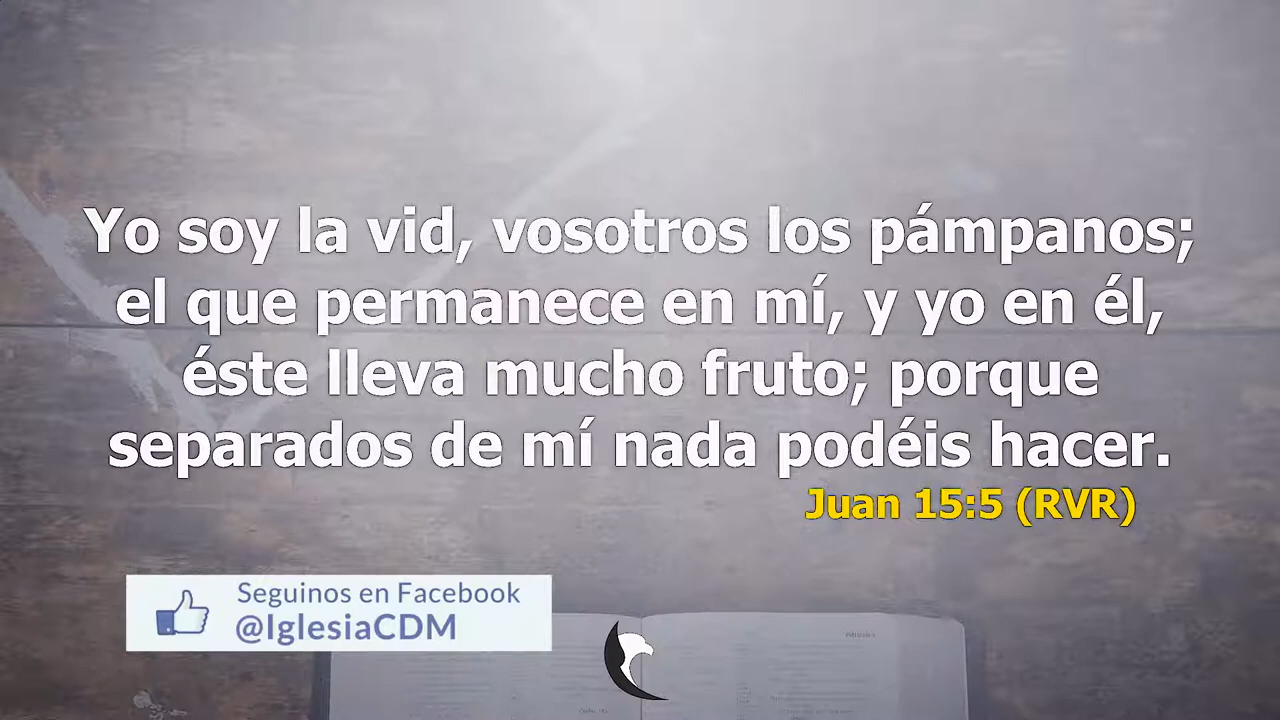 Yo soy la vid, vosotros los pámpanos;
el que permanece en mí, y yo en él,
éste lleva mucho fruto; porque
separados de mí nada podéis hacer.
Juan 15:5 (RVR)
Seguinos en Facebook
@IglesiaCDM